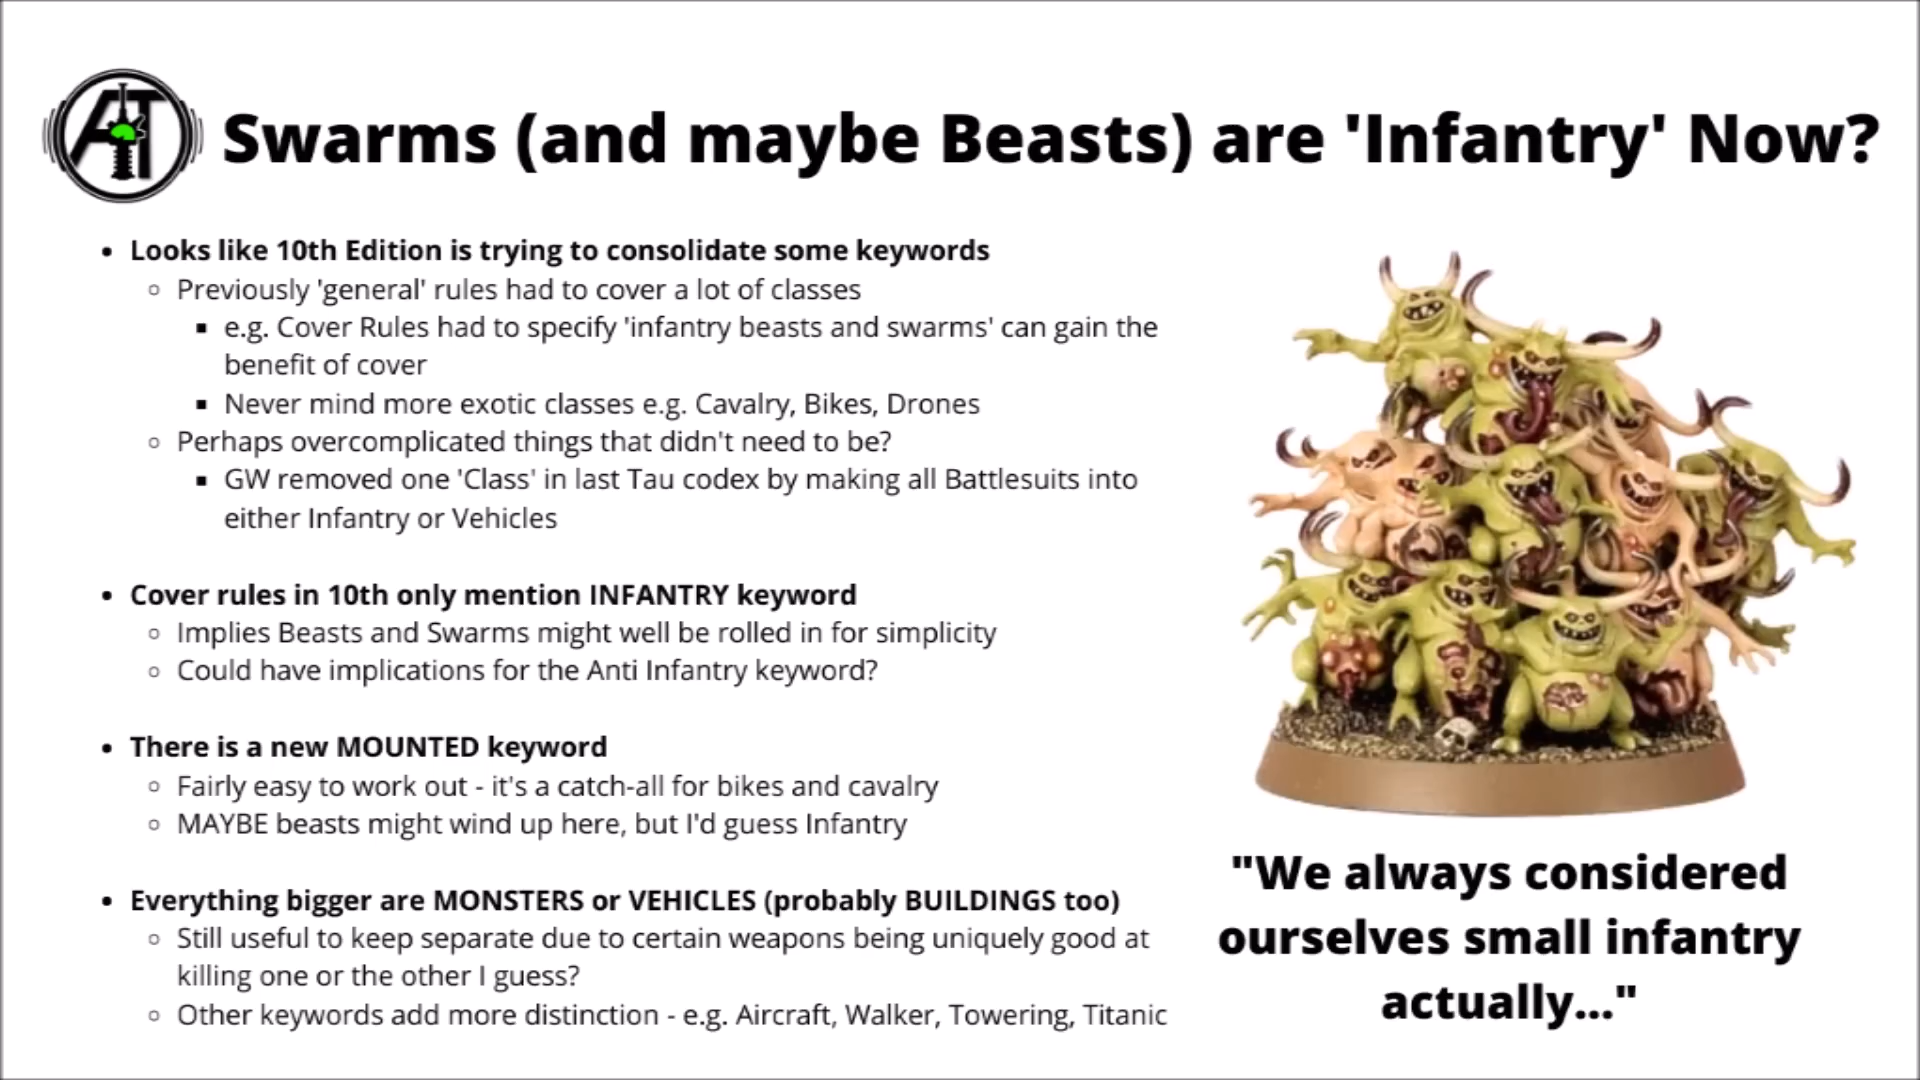 AT
Swarms (and maybe Beasts) are 'Infantry' Now?
• Looks like 10th Edition is trying to consolidate some keywords
◦ Previously 'general' rules had to cover a lot of classes
▪ e.g. Cover Rules had to specify 'infantry beasts and swarms' can gain the
benefit of cover
▪ Never mind more exotic classes e.g. Cavalry, Bikes, Drones
◦ Perhaps overcomplicated things that didn't need to be?
▪ GW removed one 'Class' in last Tau codex by making all Battlesuits into
either Infantry or Vehicles
• Cover rules in 10th only mention INFANTRY keyword
◦ Implies Beasts and Swarms might well be rolled in for simplicity
◦ Could have implications for the Anti Infantry keyword?
• There is a new MOUNTED keyword
◦ Fairly easy to work out - it's a catch-all for bikes and cavalry
◦ MAYBE beasts might wind up here, but I'd guess Infantry
• Everything bigger are MONSTERS or VEHICLES (probably BUILDINGS too)
◦ Still useful to keep separate due to certain weapons being uniquely good at
killing one or the other I guess?
◦ Other keywords add more distinction - e.g. Aircraft, Walker, Towering, Titanic
"We always considered
ourselves small infantry
actually..."